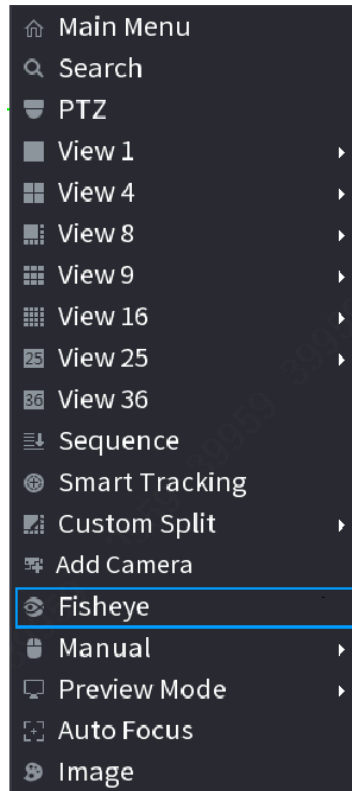 Main Menu
Search
PTZ
View 1
View 4
View 8
View 9
View 16
25 View 25
36 View 36
Sequence
Smart Tracking
Custom Split
Add Camera
Fisheye
Manual
Preview Mode
Auto Focus
Image